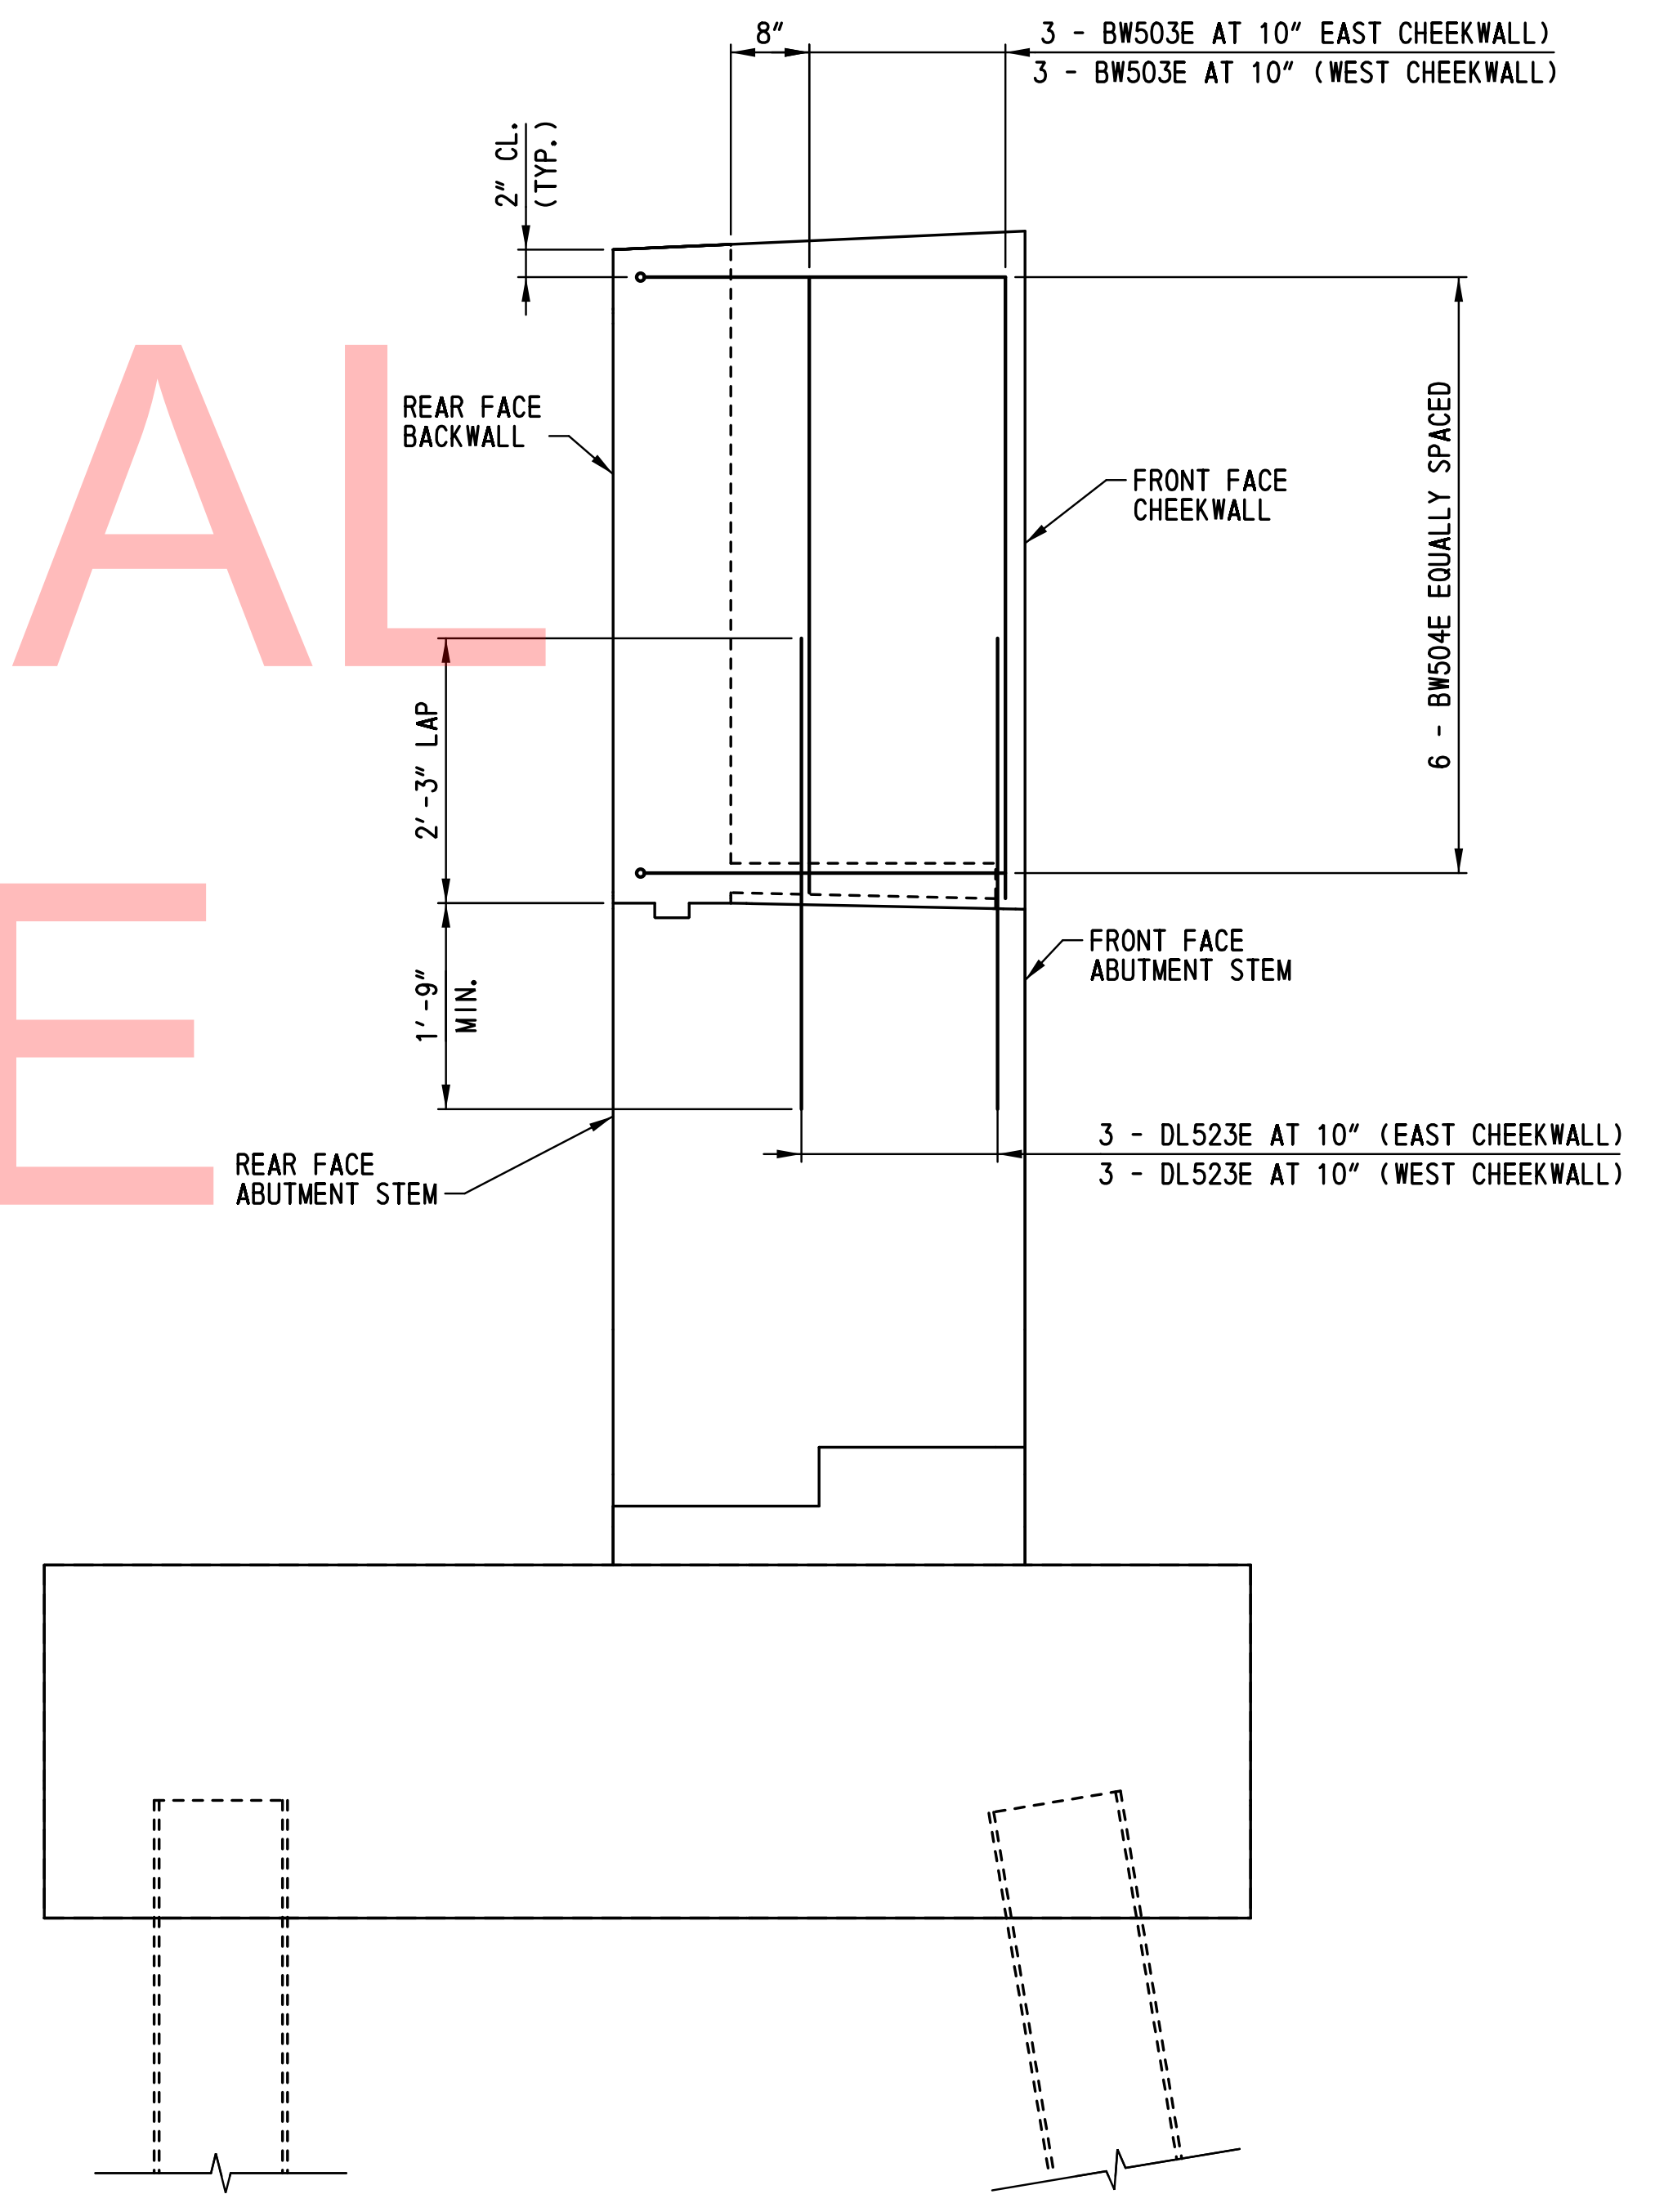 8"
3 - BW503E AT 10" EAST CHEEKWALL)
3 - BW503E AT 10" (WEST CHEEKWALL)
2" CL.
(TYP.)
AL
REAR FACE
BACKWALL
FRONT FACE
CHEEKWALL
6 - BW504E EQUALLY SPACED
2'-3" LAP
E
FRONT FACE
ABUTMENT STEM
1'-9"
MIN.
3 - DL523E AT 10" (EAST CHEEKWALL)
3 - DL523E AT 10" (WEST CHEEKWALL)
REAR FACE
ABUTMENT STEM